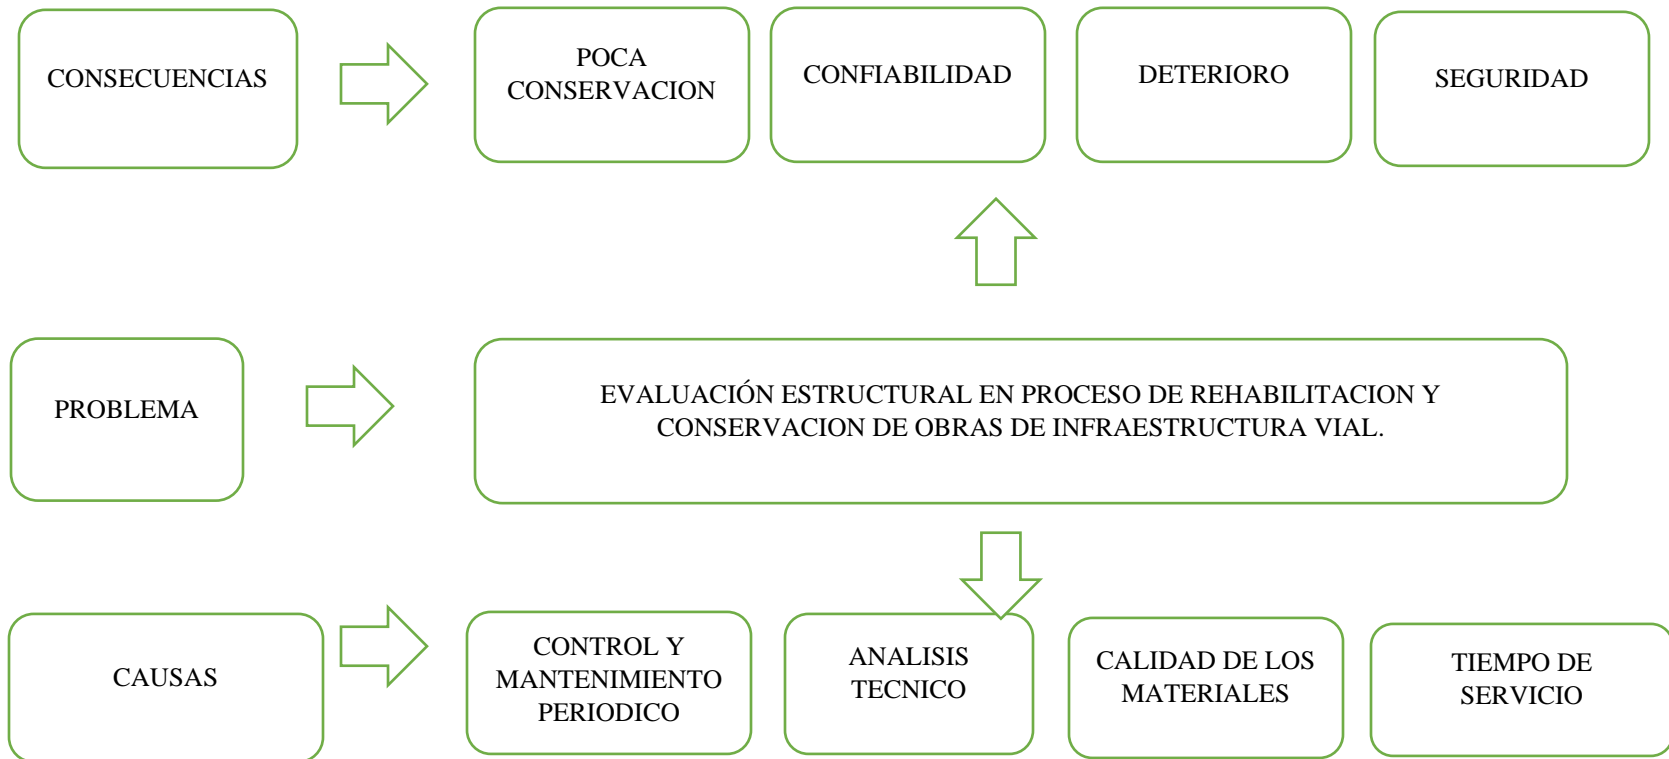 CONSECUENCIAS
POCA
CONSERVACION
CONFIABILIDAD
DETERIORO
SEGURIDAD
PROBLEMA
EVALUACIÓN ESTRUCTURAL EN PROCESO DE REHABILITACION Y
CONSERVACION DE OBRAS DE INFRAESTRUCTURA VIAL.
CAUSAS
CONTROL Y
MANTENIMIENTO
PERIODICO
ANALISIS
TECNICO
CALIDAD DE LOS
MATERIALES
TIEMPO DE
SERVICIO